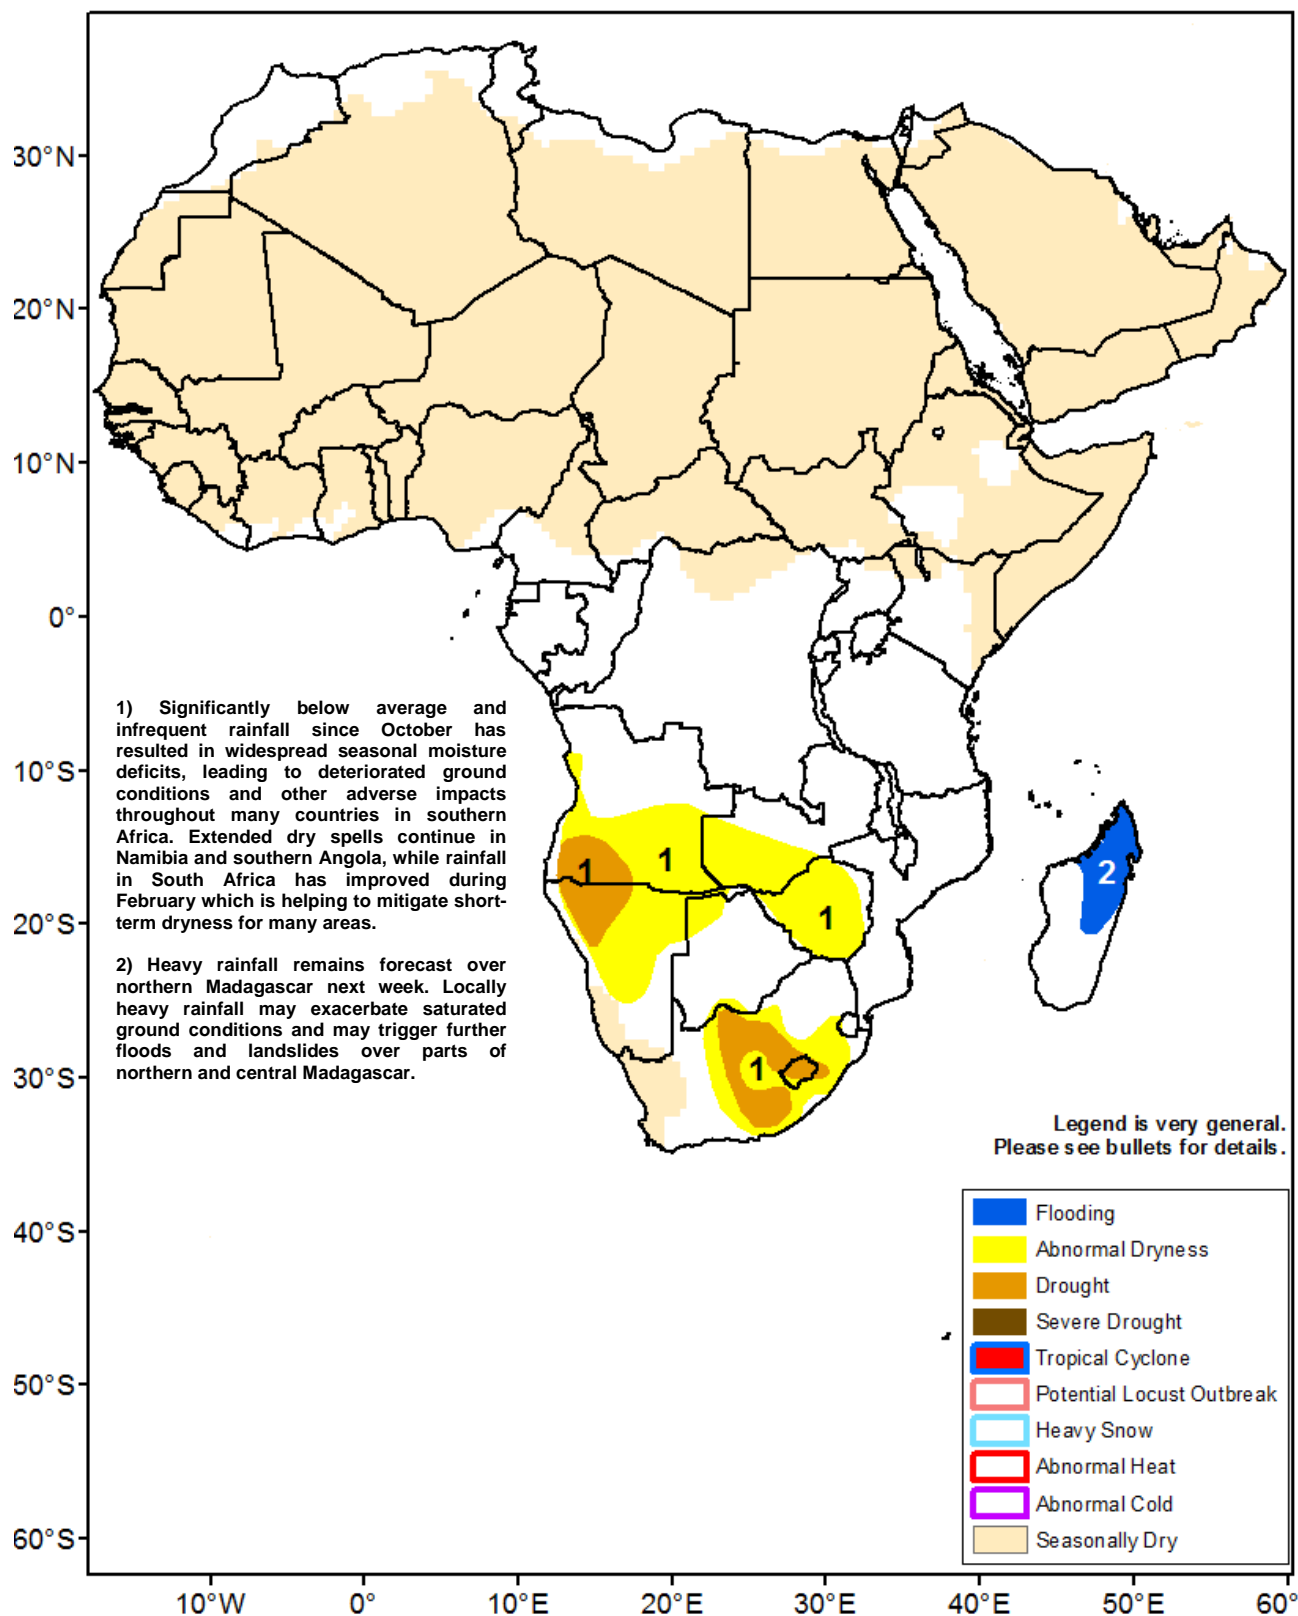 30°N
20°N
10°N
0°
10°S
20°S
30°S
40°S
50°S
60°S
1) Significantly below average and
infrequent rainfall since October has
resulted in widespread seasonal moisture
deficits, leading to deteriorated ground
conditions and other adverse impacts
throughout many countries in southern
Africa. Extended dry spells continue in
Namibia and southern Angola, while rainfall
in South Africa has improved during
February which is helping to mitigate short-
term dryness for many areas.
2) Heavy rainfall remains forecast over
northern Madagascar next week. Locally
heavy rainfall may exacerbate saturated
ground conditions and may trigger further
floods and landslides over parts of
northern and central Madagascar.
1
1
1
1
2
Legend is very general.
Please see bullets for details.
Flooding
Abnormal Dryness
Drought
Severe Drought
Tropical Cyclone
Potential Locust Outbreak
Heavy Snow
Abnormal Heat
Abnormal Cold
Seasonally Dry
10°W
0°
10°E
20°E
30°E
40°E
50°E
60°